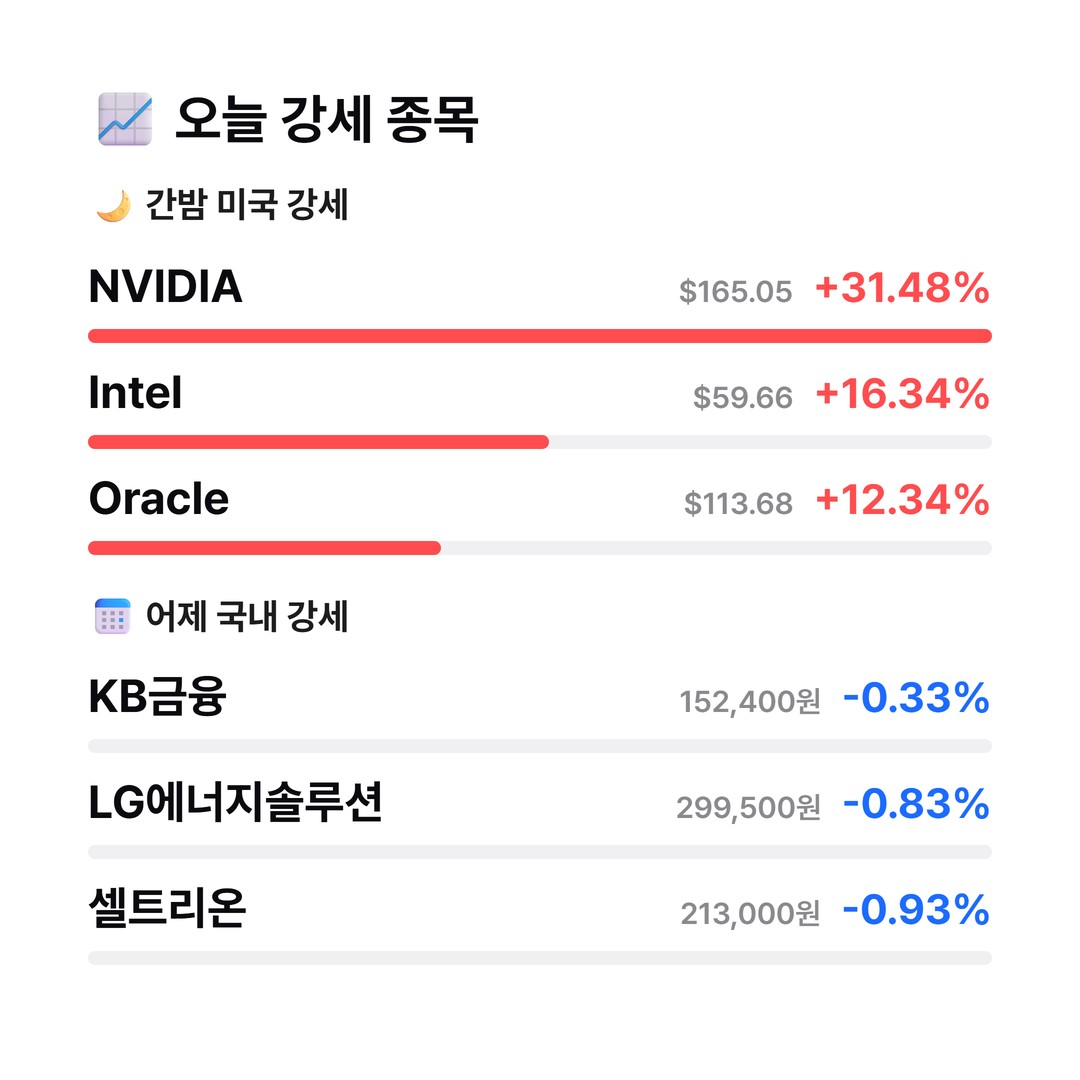 오늘 강세 종목
간밤 미국 강세
NVIDIA $165.05 +31.48%
Intel $59.66 +16.34%
Oracle $113.68 +12.34%
어제 국내 강세
KB금융 152,400원 -0.33%
LG에너지솔루션 299,500원 -0.83%
셀트리온 213,000원 -0.93%